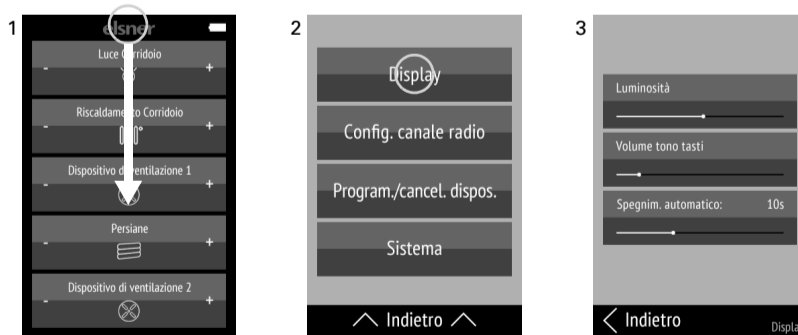 1
elsner
Luce Corridoio
- +
Riscaldamento Corridoio
- +
Dispositivo di ventilazione 1
- +
Persiane
- +
Dispositivo di ventilazione 2
- +
2
Display
Config. canale radio
Program./cancel. dispos.
Sistema
Indietro
3
Luminosità
Volume tono tasti
Spegnim. automatico: 10s
Indietro